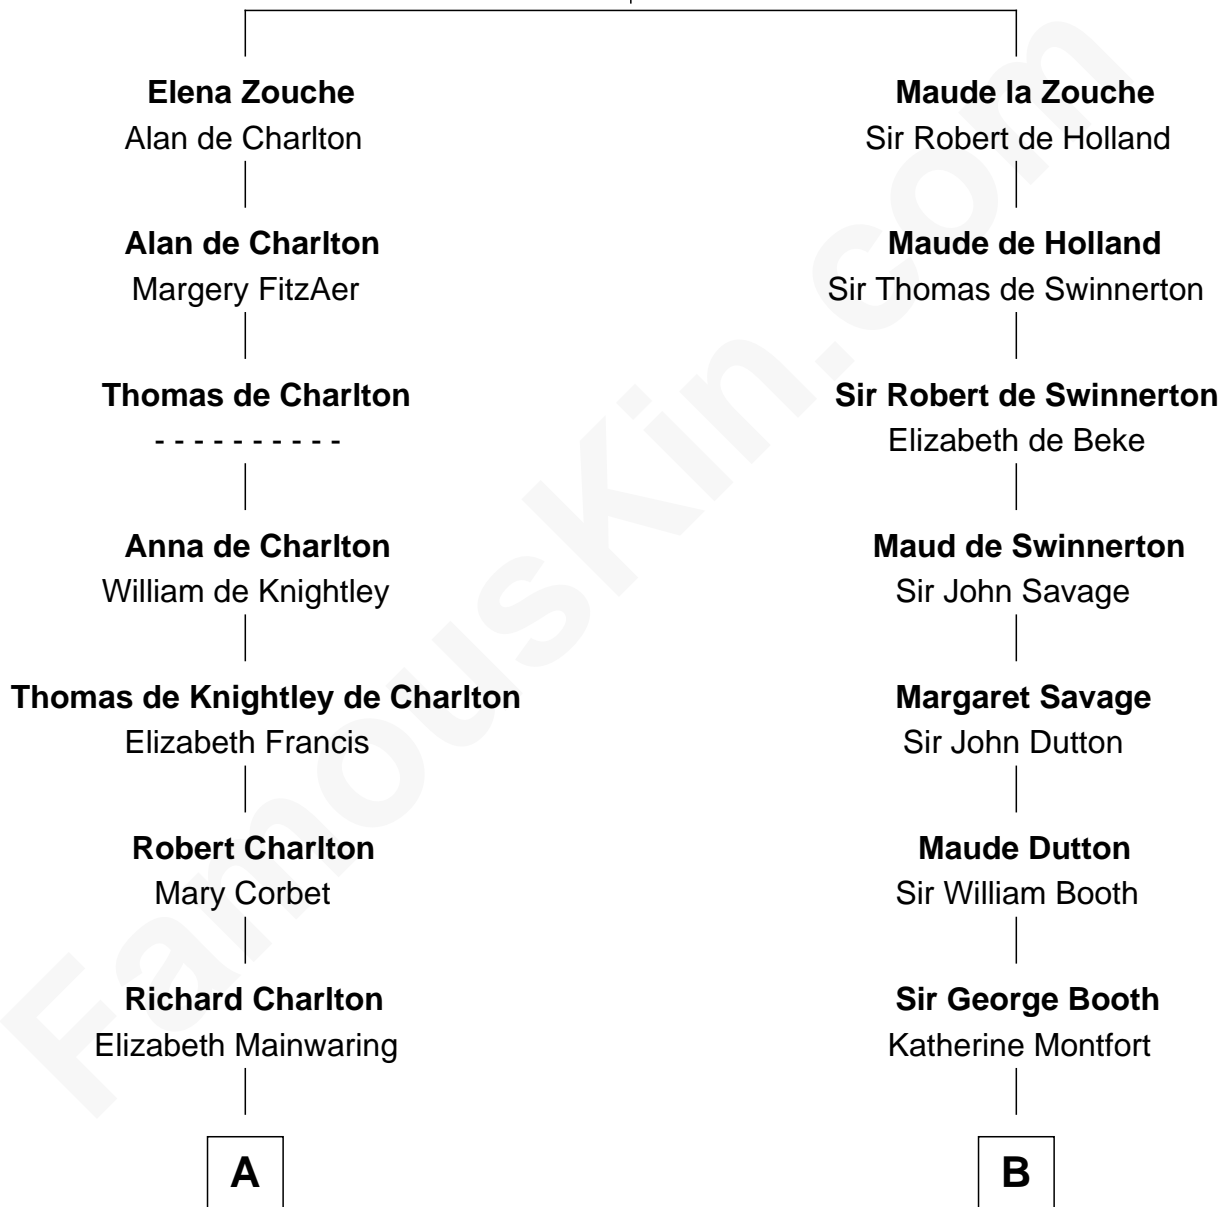 Elena Zouche
Alan de Charlton
Alan de Charlton
Margery FitzAer
Thomas de Charlton
- - - - - - - - - -
Anna de Charlton
William de Knightley
Thomas de Knightley de Charlton
Elizabeth Francis
Robert Charlton
Mary Corbet
Richard Charlton
Elizabeth Mainwaring
A
Maude la Zouche
Sir Robert de Holland
Maude de Holland
Sir Thomas de Swinnerton
Sir Robert de Swinnerton
Elizabeth de Beke
Maud de Swinnerton
Sir John Savage
Margaret Savage
Sir John Dutton
Maude Dutton
Sir William Booth
Sir George Booth
Katherine Montfort
B
FamousKin.com